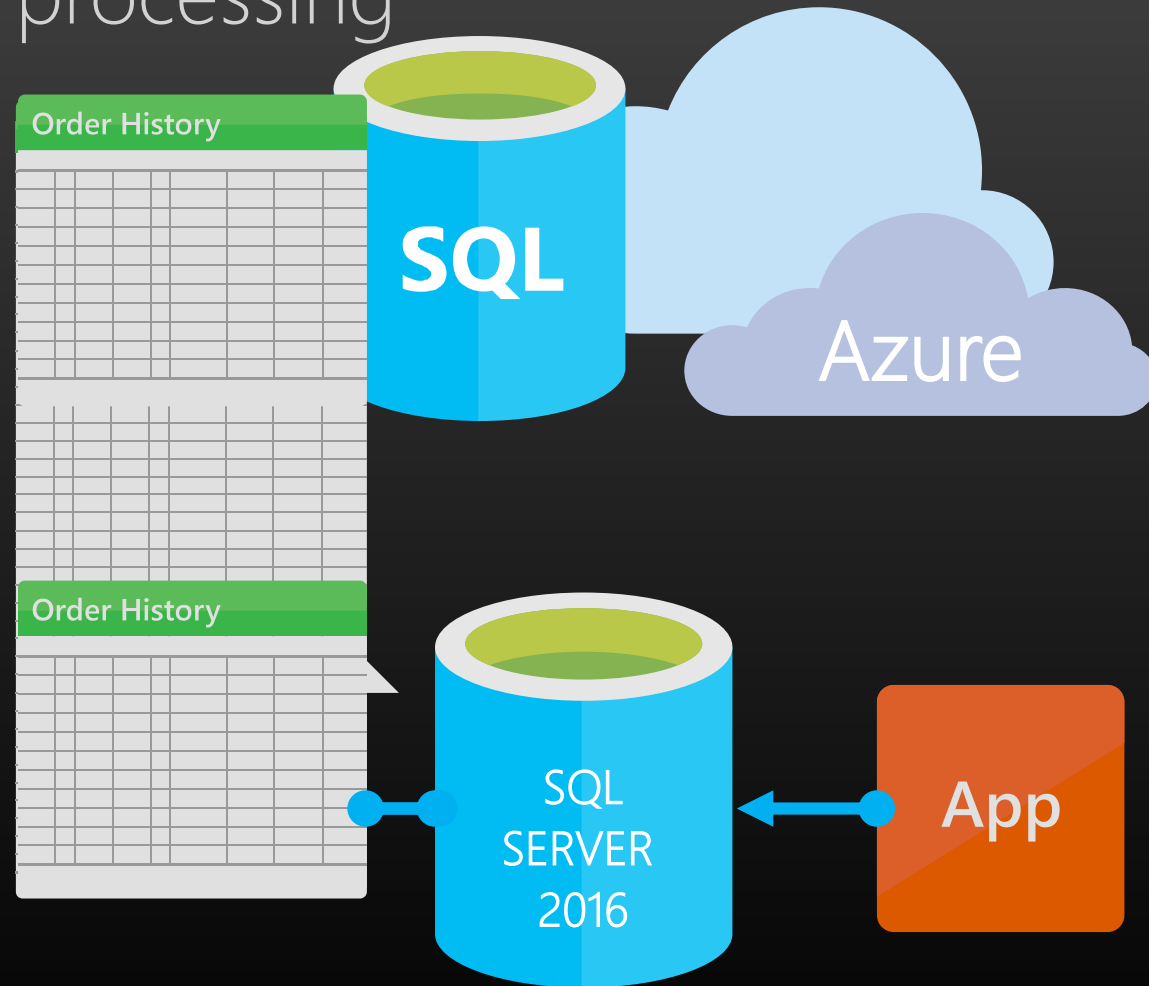 processing
Order History
SQL
Azure
Order History
SQL
SERVER
2016
App